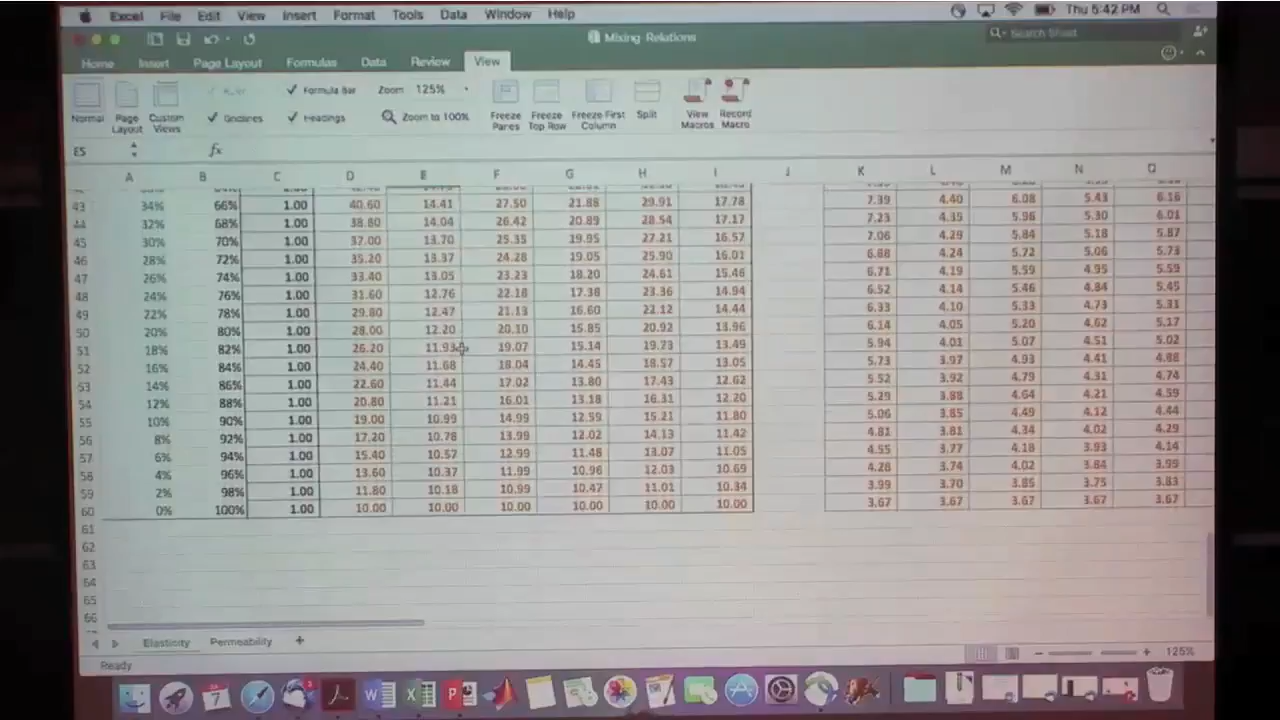 Excel File Edit View Insert Format Tools Data Window Help Thu 5:42 PM
Mixing-Relations
Search Sheet
Home Insert Page Layout Formulas Data Review View
Normal Page Layout Custom Views Ruler Formula Bar Gridlines Headings Zoom 125% Zoom to 100% Freeze Panes Freeze Top Row Freeze First Column Split View Macros Record Macro
E5 fx
A B C D E F G H I J K L M N O
43 34% 66% 1.00 40.60 14.41 27.50 21.88 29.91 17.78 7.39 4.40 6.08 5.43 6.16
44 32% 68% 1.00 38.80 14.04 26.42 20.89 28.54 17.17 7.23 4.35 5.96 5.30 6.01
45 30% 70% 1.00 37.00 13.70 25.35 19.95 27.21 16.57 7.06 4.29 5.84 5.18 5.87
46 28% 72% 1.00 35.20 13.37 24.28 19.05 25.90 16.01 6.88 4.24 5.72 5.06 5.73
47 26% 74% 1.00 33.40 13.05 23.23 18.20 24.61 15.46 6.71 4.19 5.59 4.95 5.59
48 24% 76% 1.00 31.60 12.76 22.18 17.38 23.36 14.94 6.52 4.14 5.46 4.84 5.45
49 22% 78% 1.00 29.80 12.47 21.13 16.60 22.12 14.44 6.33 4.10 5.33 4.73 5.31
50 20% 80% 1.00 28.00 12.20 20.10 15.85 20.92 13.96 6.14 4.05 5.20 4.62 5.17
51 18% 82% 1.00 26.20 11.93 19.07 15.14 19.73 13.49 5.94 4.01 5.07 4.51 5.02
52 16% 84% 1.00 24.40 11.68 18.04 14.45 18.57 13.05 5.73 3.97 4.93 4.41 4.88
53 14% 86% 1.00 22.60 11.44 17.02 13.80 17.43 12.62 5.52 3.92 4.79 4.31 4.74
54 12% 88% 1.00 20.80 11.21 16.01 13.18 16.31 12.20 5.29 3.88 4.64 4.21 4.59
55 10% 90% 1.00 19.00 10.99 14.99 12.59 15.21 11.80 5.06 3.85 4.49 4.12 4.44
56 8% 92% 1.00 17.20 10.78 13.99 12.02 14.13 11.42 4.81 3.81 4.34 4.02 4.29
57 6% 94% 1.00 15.40 10.57 12.99 11.48 13.07 11.05 4.55 3.77 4.18 3.93 4.14
58 4% 96% 1.00 13.60 10.37 11.99 10.96 12.03 10.69 4.28 3.74 4.02 3.84 3.99
59 2% 98% 1.00 11.80 10.18 10.99 10.47 11.01 10.34 3.99 3.70 3.85 3.75 3.83
60 0% 100% 1.00 10.00 10.00 10.00 10.00 10.00 10.00 3.67 3.67 3.67 3.67 3.67
61
62
63
64
65
66
Elasticity Permeability +
Ready 125%